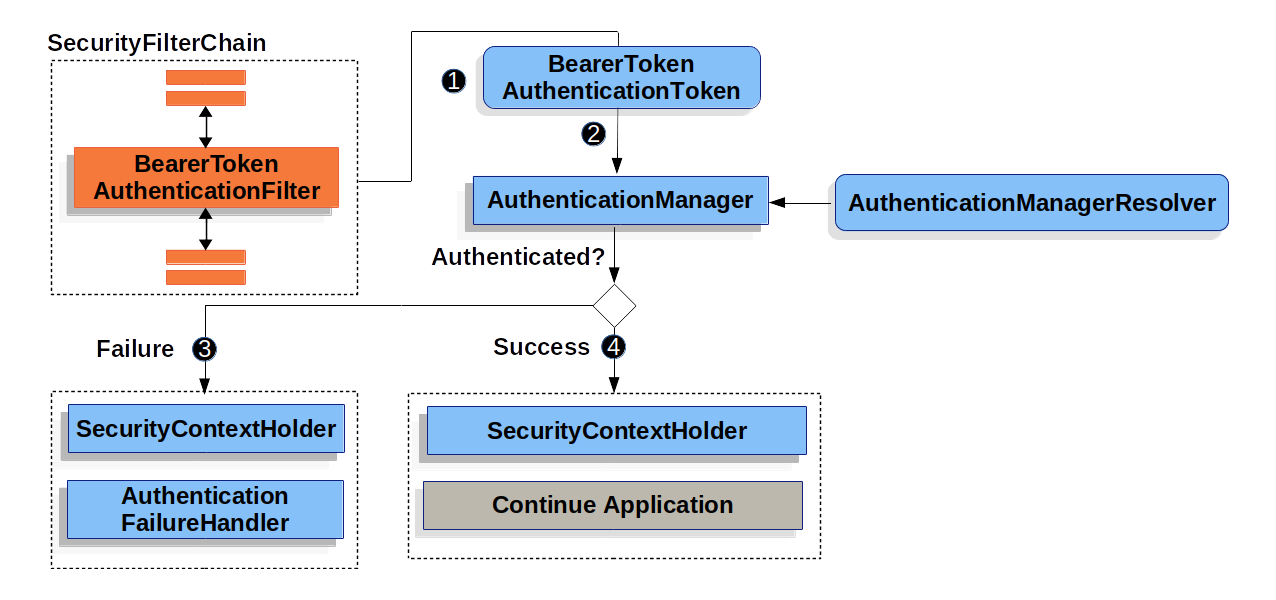 SecurityFilterChain
BearerToken
AuthenticationFilter
1
BearerToken
AuthenticationToken
2
AuthenticationManager
AuthenticationManagerResolver
Authenticated?
Failure 3
Success 4
SecurityContextHolder
Authentication
FailureHandler
SecurityContextHolder
Continue Application